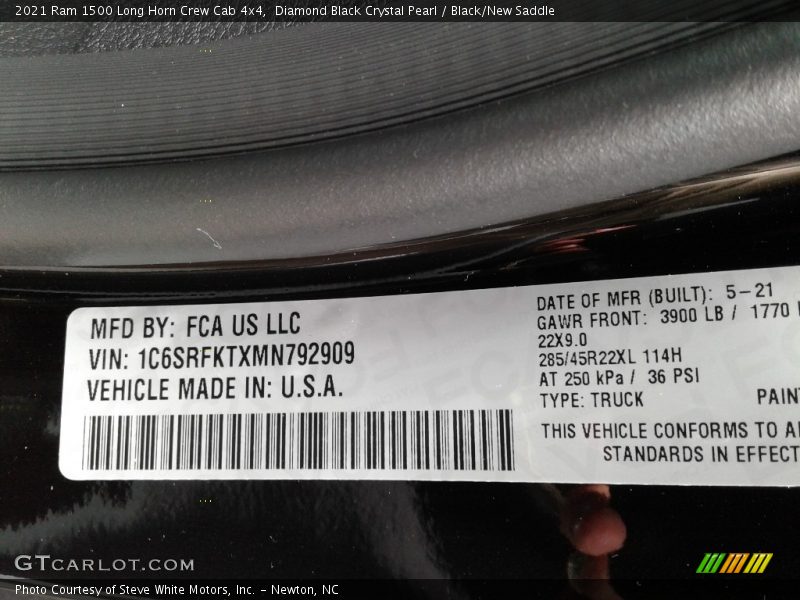 2021 Ram 1500 Long Horn Crew Cab 4x4,  Diamond Black Crystal Pearl / Black/New Saddle
MFD BY: FCA US LLC
VIN: 1C6SRFKTXMN792909
VEHICLE MADE IN: U.S.A.
DATE OF MFR (BUILT): 5-21
GAWR FRONT: 3900 LB / 1770
22X9.0
285/45R22XL 114H
AT 250 kPa / 36 PSI
TYPE: TRUCK
THIS VEHICLE CONFORMS TO
STANDARDS IN EFFECT
GTCARLOT.COM
Photo Courtesy of Steve White Motors, Inc. – Newton, NC